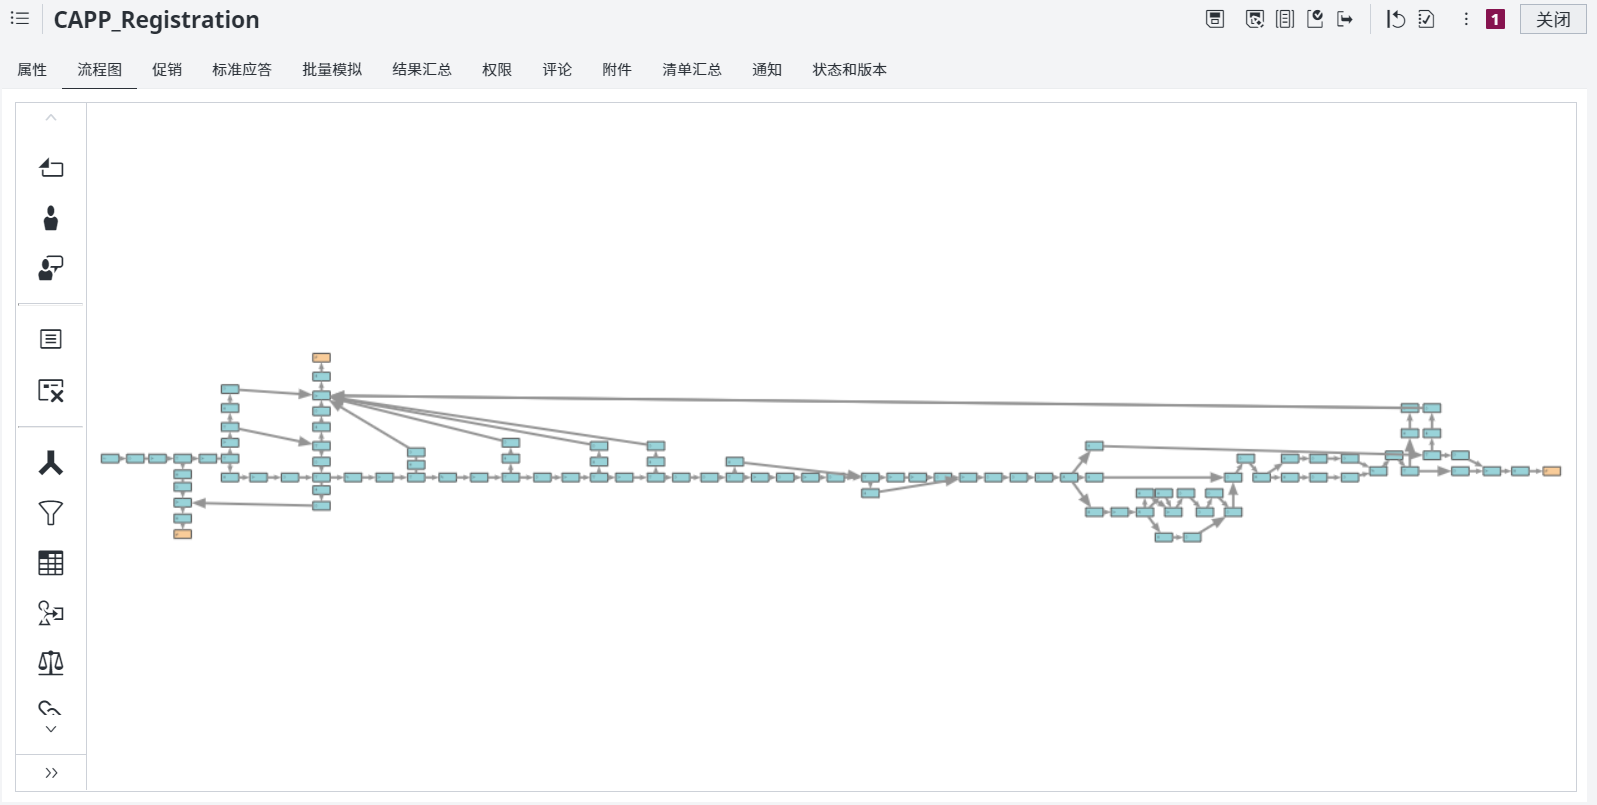 CAPP_Registration
1
关闭
属性 流程图 促销 标准应答 批量模拟 结果汇总 权限 评论 附件 清单汇总 通知 状态和版本